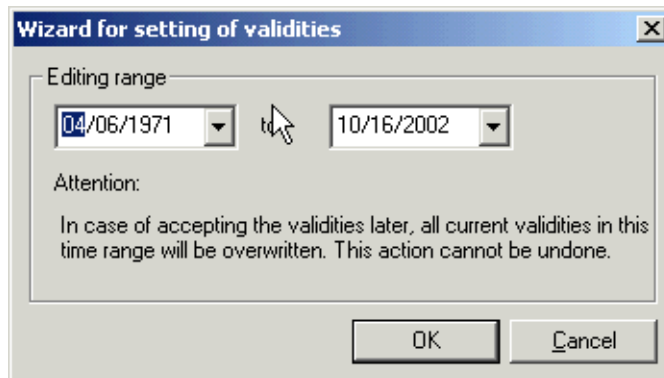 Wizard for setting of validities
Editing range
04/06/1971 to 10/16/2002
Attention:
In case of accepting the validities later, all current validities in this
time range will be overwritten. This action cannot be undone.
OK Cancel